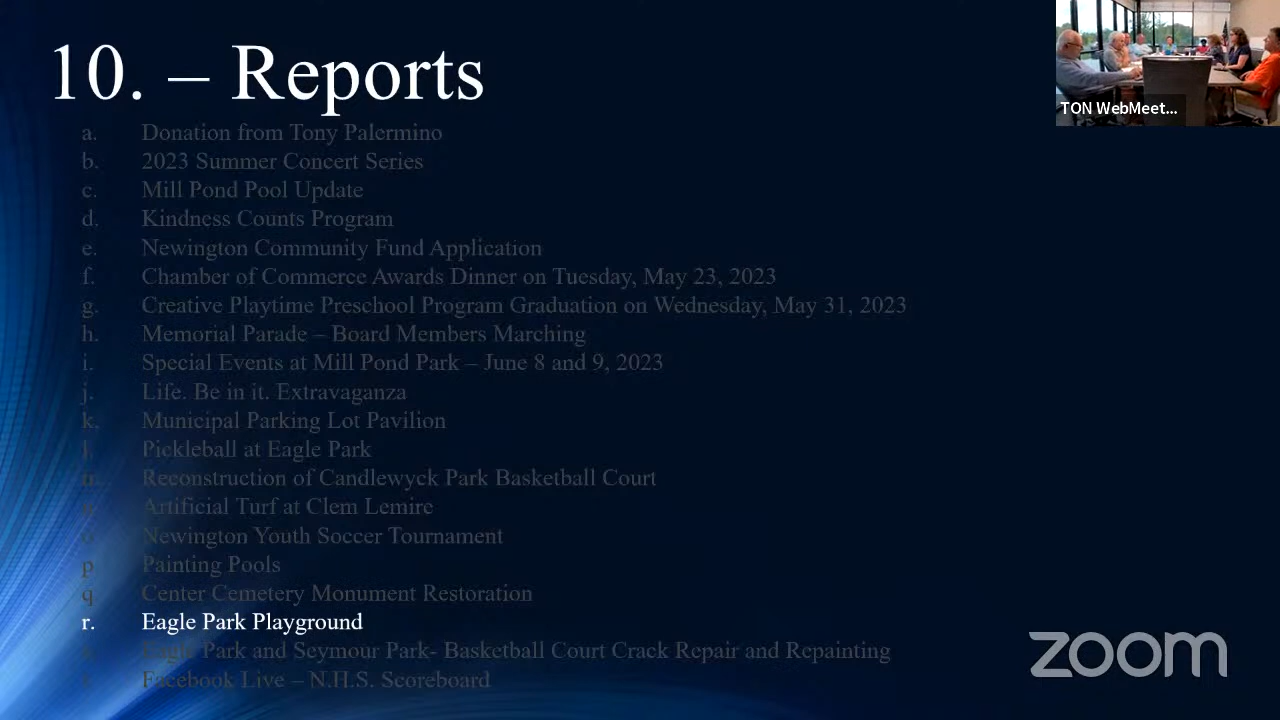 10. – Reports
TON WebMeet...
a. Donation from Tony Palermino
b. 2023 Summer Concert Series
c. Mill Pond Pool Update
d. Kindness Counts Program
e. Newington Community Fund Application
f. Chamber of Commerce Awards Dinner on Tuesday, May 23, 2023
g. Creative Playtime Preschool Program Graduation on Wednesday, May 31, 2023
h. Memorial Parade – Board Members Marching
i. Special Events at Mill Pond Park – June 8 and 9, 2023
j. Life. Be in it. Extravaganza
k. Municipal Parking Lot Pavilion
l. Pickleball at Eagle Park
m. Reconstruction of Candlewyck Park Basketball Court
n. Artificial Turf at Clem Lemire
o. Newington Youth Soccer Tournament
p. Painting Pools
q. Center Cemetery Monument Restoration
r. Eagle Park Playground
s. Eagle Park and Seymour Park- Basketball Court Crack Repair and Repainting
t. Facebook Live – N.H.S. Scoreboard
zoom